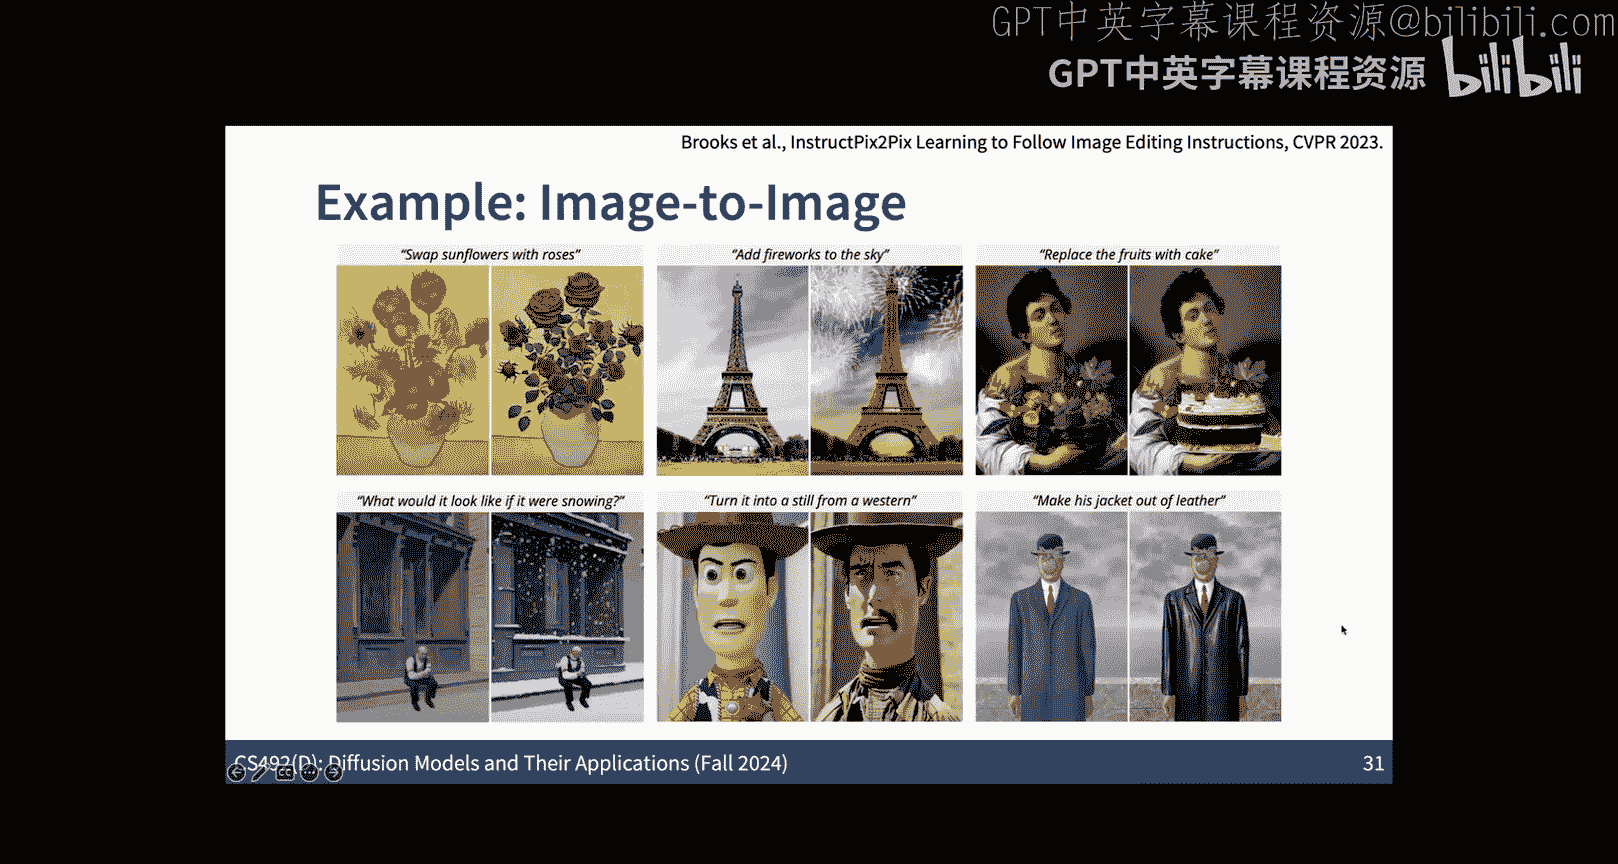 GPT中英字幕课程资源@bilibili.com
GPT中英字幕课程资源 bilibili
Brooks et al., InstructPix2Pix Learning to Follow Image Editing Instructions, CVPR 2023.
Example: Image-to-Image
“Swap sunflowers with roses”
“Add fireworks to the sky”
“Replace the fruits with cake”
“What would it look like if it were snowing?”
“Turn it into a still from a western”
“Make his jacket out of leather”
CS492(D): Diffusion Models and Their Applications (Fall 2024)
31